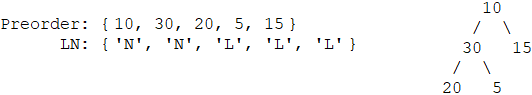 Preorder: { 10, 30, 20, 5, 15 }
LN: { 'N', 'N', 'L', 'L', 'L' }
10
/ \
30 15
/ \
20 5